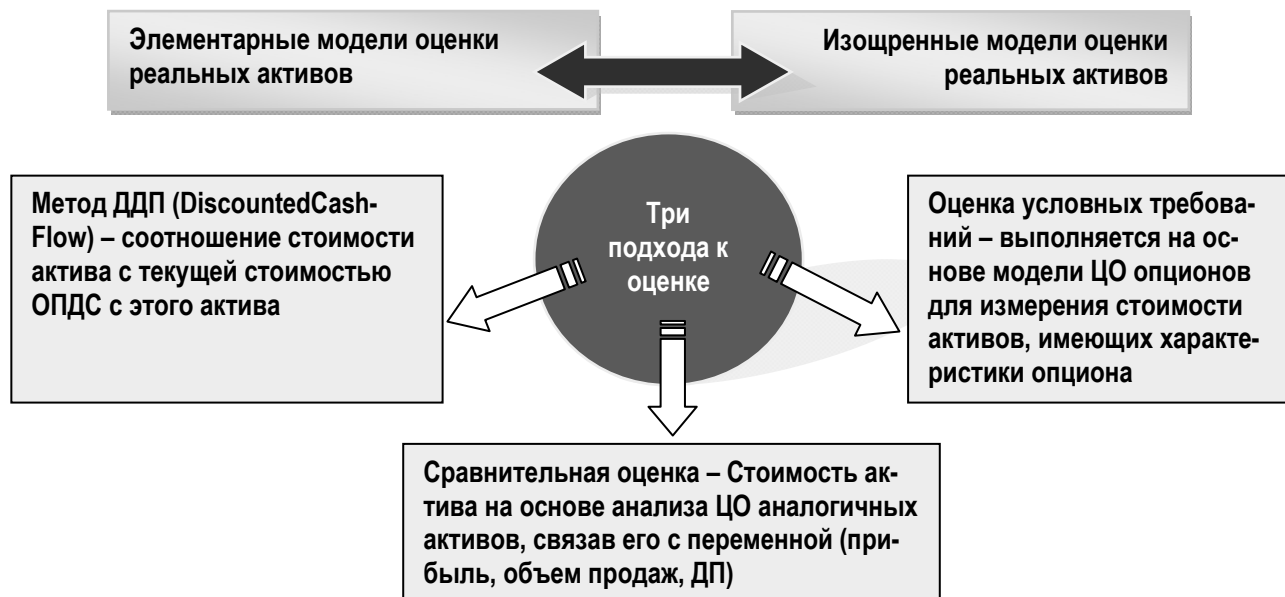 Элементарные модели оценки
реальных активов
Изощренные модели оценки
реальных активов
Три
подхода к
оценке
Метод ДДП (DiscountedCash-
Flow) – соотношение стоимости
актива с текущей стоимостью
ОПДС с этого актива
Оценка условных требова-
ний – выполняется на ос-
нове модели ЦО опционов
для измерения стоимости
активов, имеющих характе-
ристики опциона
Сравнительная оценка – Стоимость ак-
тива на основе анализа ЦО аналогичных
активов, связав его с переменной (при-
быль, объем продаж, ДП)